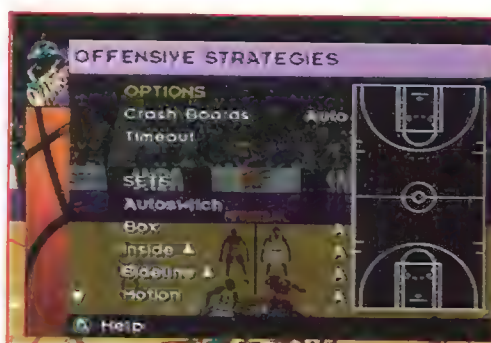 OFFENSIVE STRATEGIES
OPTIONS
Crash Boards Auto
Timeout
SETS
Autoswitch
Box
Inside
Sideline
Motion
Help